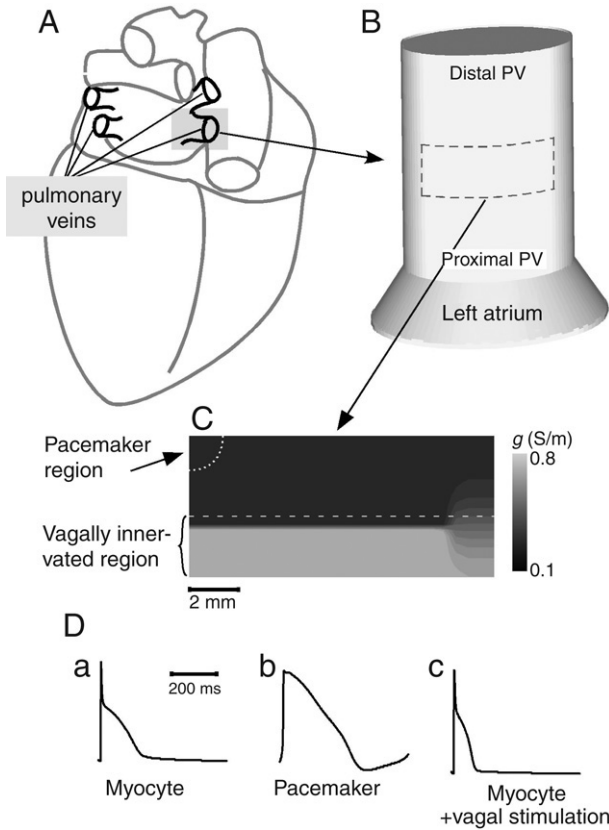 A
B
pulmonary
veins
Distal PV
Proximal PV
Left atrium
C
Pacemaker
region
Vagally inner-
vated region
g (S/m)
0.8
0.1
2 mm
D
a
200 ms
b
c
Myocyte
Pacemaker
Myocyte
+vagal stimulation